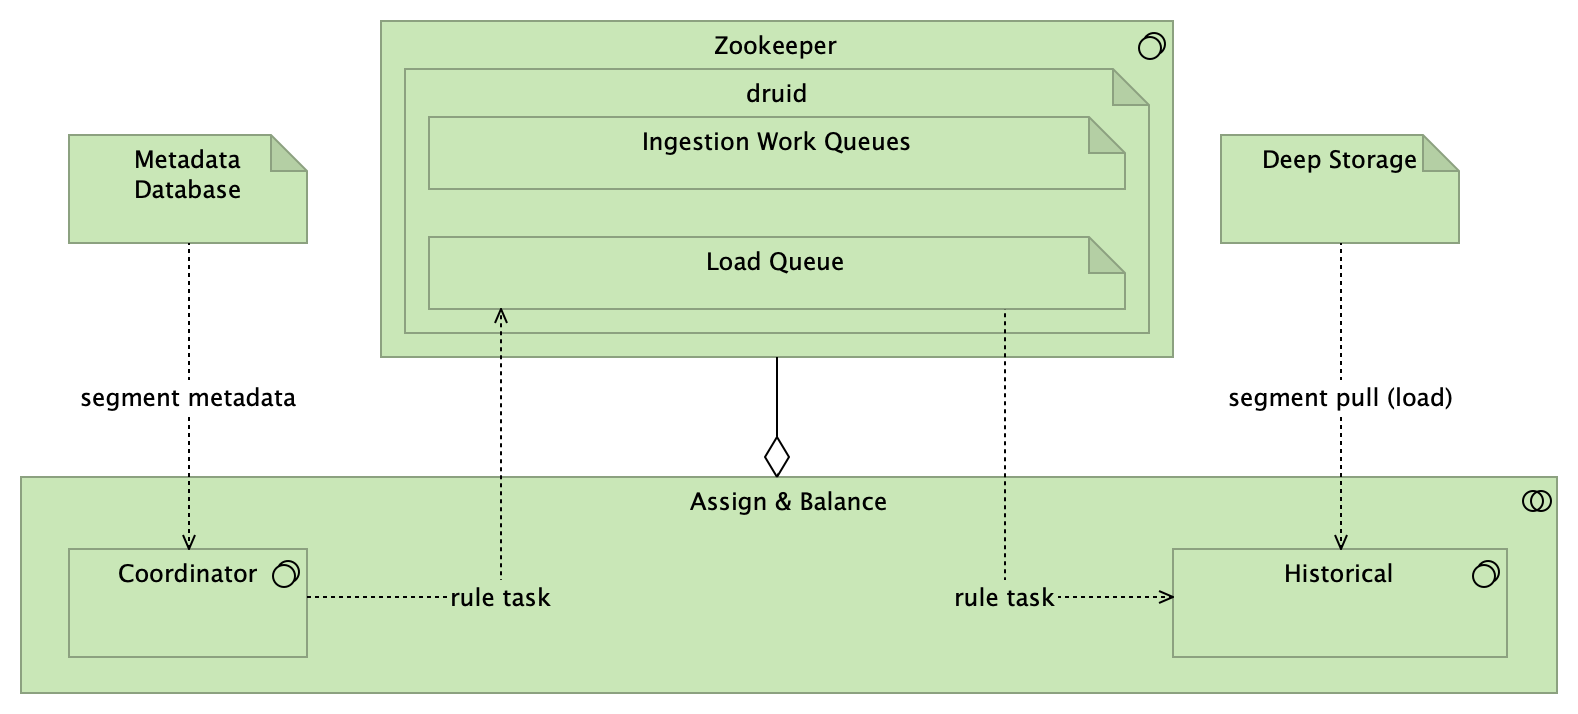 Zookeeper
druid
Ingestion Work Queues
Metadata
Database
Deep Storage
Load Queue
segment metadata
segment pull (load)
Assign & Balance
Coordinator
Historical
rule task
rule task